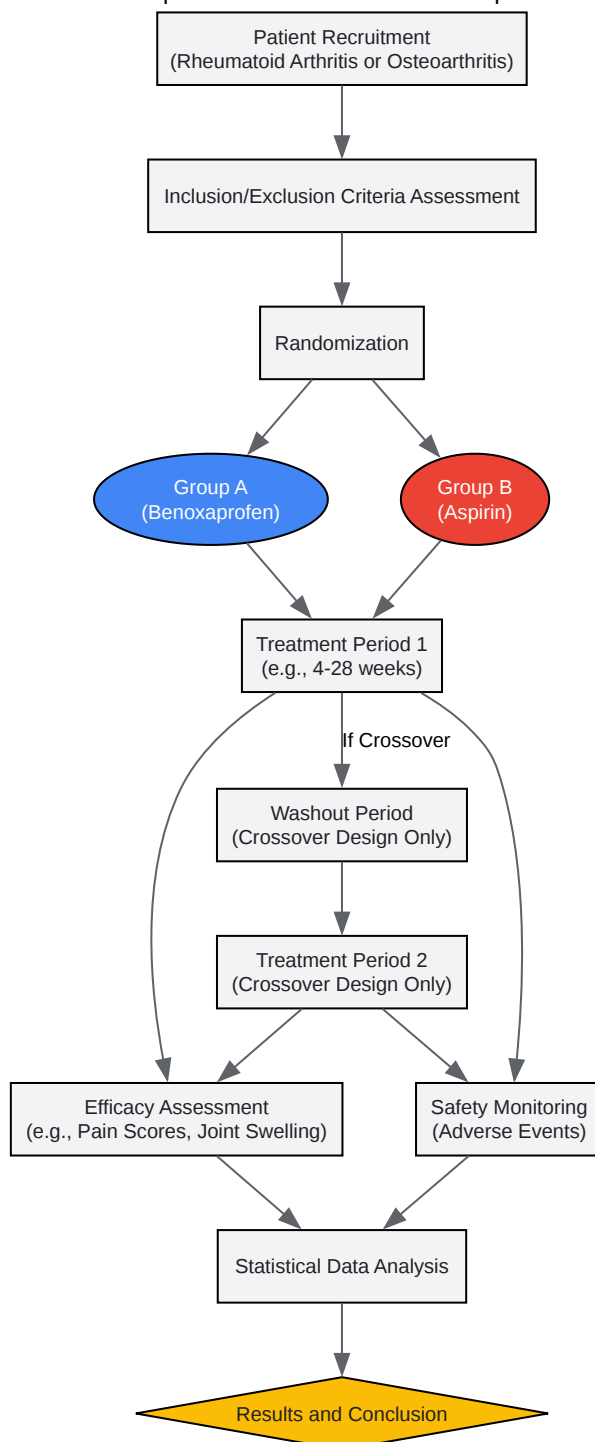 Patient Recruitment
(Rheumatoid Arthritis or Osteoarthritis)
Inclusion/Exclusion Criteria Assessment
Randomization
Group A
(Benoxaprofen)
Group B
(Aspirin)
Treatment Period 1
(e.g., 4-28 weeks)
If Crossover
Washout Period
(Crossover Design Only)
Treatment Period 2
(Crossover Design Only)
Efficacy Assessment
(e.g., Pain Scores, Joint Swelling)
Safety Monitoring
(Adverse Events)
Statistical Data Analysis
Results and Conclusion